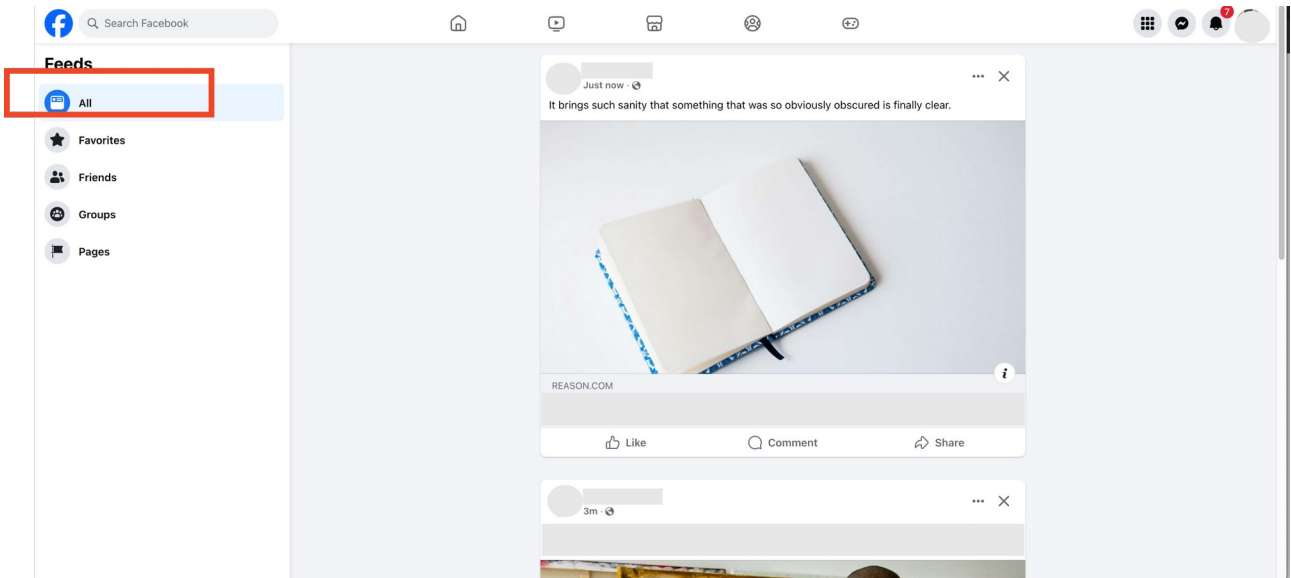 Search Facebook
7
Feeds
All
Favorites
Friends
Groups
Pages
Just now ·
It brings such sanity that something that was so obviously obscured is finally clear.
REASON.COM
i
Like
Comment
Share
3m ·